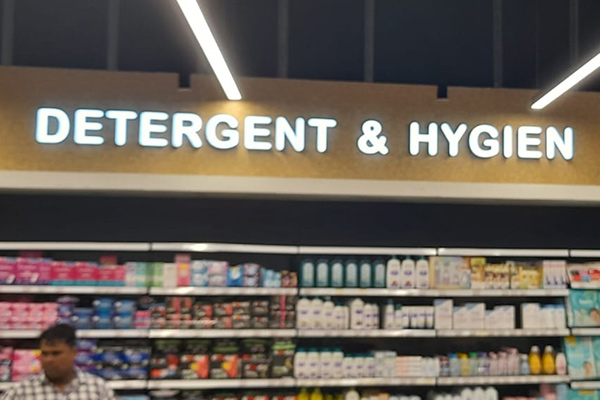 DETERGENT & HYGIEN